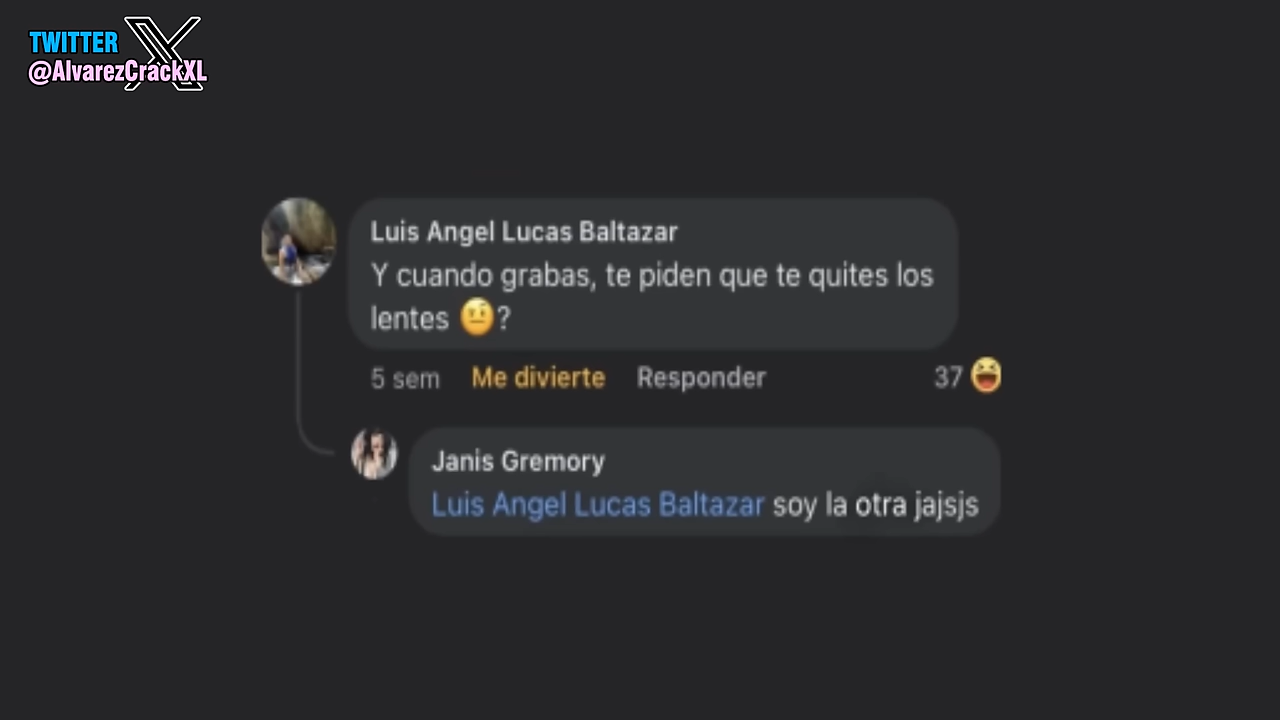 TWITTER
@AlvarezCrackXL
Luis Angel Lucas Baltazar
Y cuando grabas, te piden que te quites los
lentes 🤨?
5 sem Me divierte Responder 37 😆
Janis Gremory
Luis Angel Lucas Baltazar soy la otra jajsjs